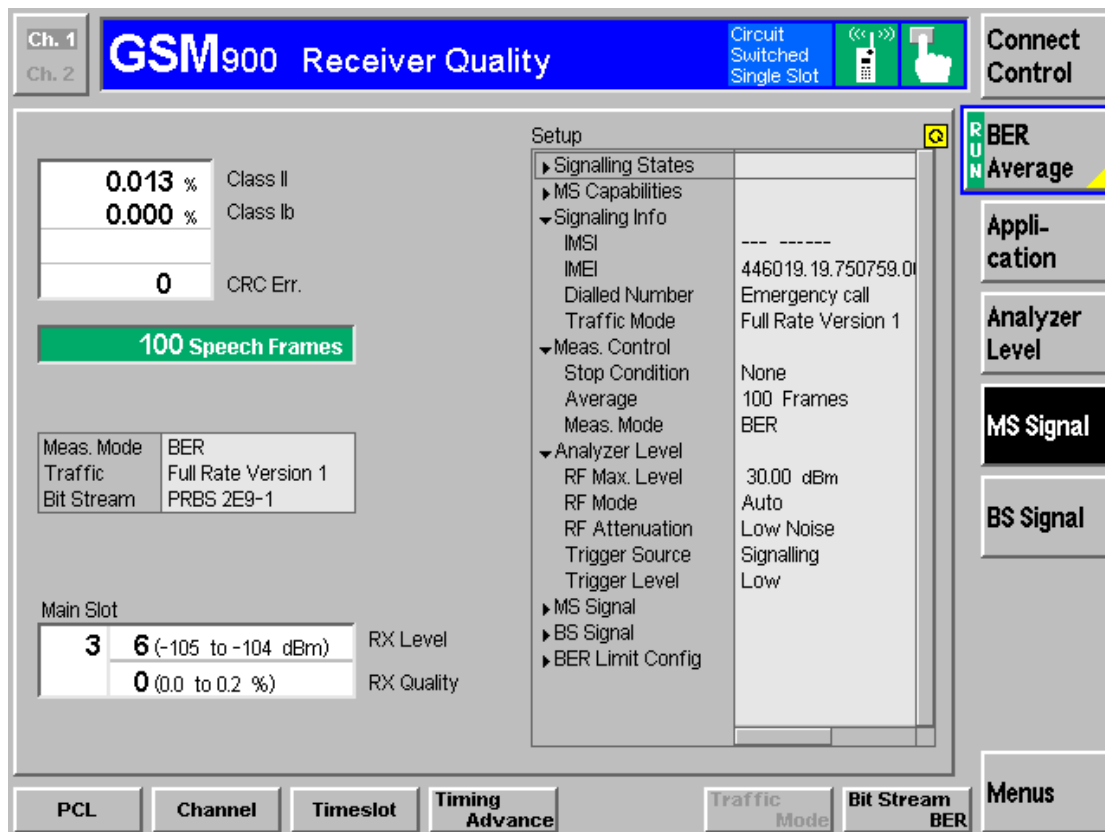 Ch. 1
Ch. 2
GSM900 Receiver Quality
Circuit
Switched
Single Slot
Connect
Control
RUN
BER
Average
Appli-
cation
Analyzer
Level
MS Signal
BS Signal
Menus
0.013 % Class II
0.000 % Class Ib
0 CRC Err.
100 Speech Frames
Meas. Mode BER
Traffic Full Rate Version 1
Bit Stream PRBS 2E9-1
Main Slot
3 6 (-105 to -104 dBm) RX Level
0 (0.0 to 0.2 %) RX Quality
Setup
Signalling States
MS Capabilities
Signaling Info
IMSI --- ------
IMEI 446019.19.750759.0
Dialled Number Emergency call
Traffic Mode Full Rate Version 1
Meas. Control
Stop Condition None
Average 100 Frames
Meas. Mode BER
Analyzer Level
RF Max. Level 30.00 dBm
RF Mode Auto
RF Attenuation Low Noise
Trigger Source Signalling
Trigger Level Low
MS Signal
BS Signal
BER Limit Config
PCL
Channel
Timeslot
Timing
Advance
Traffic
Mode
Bit Stream
BER